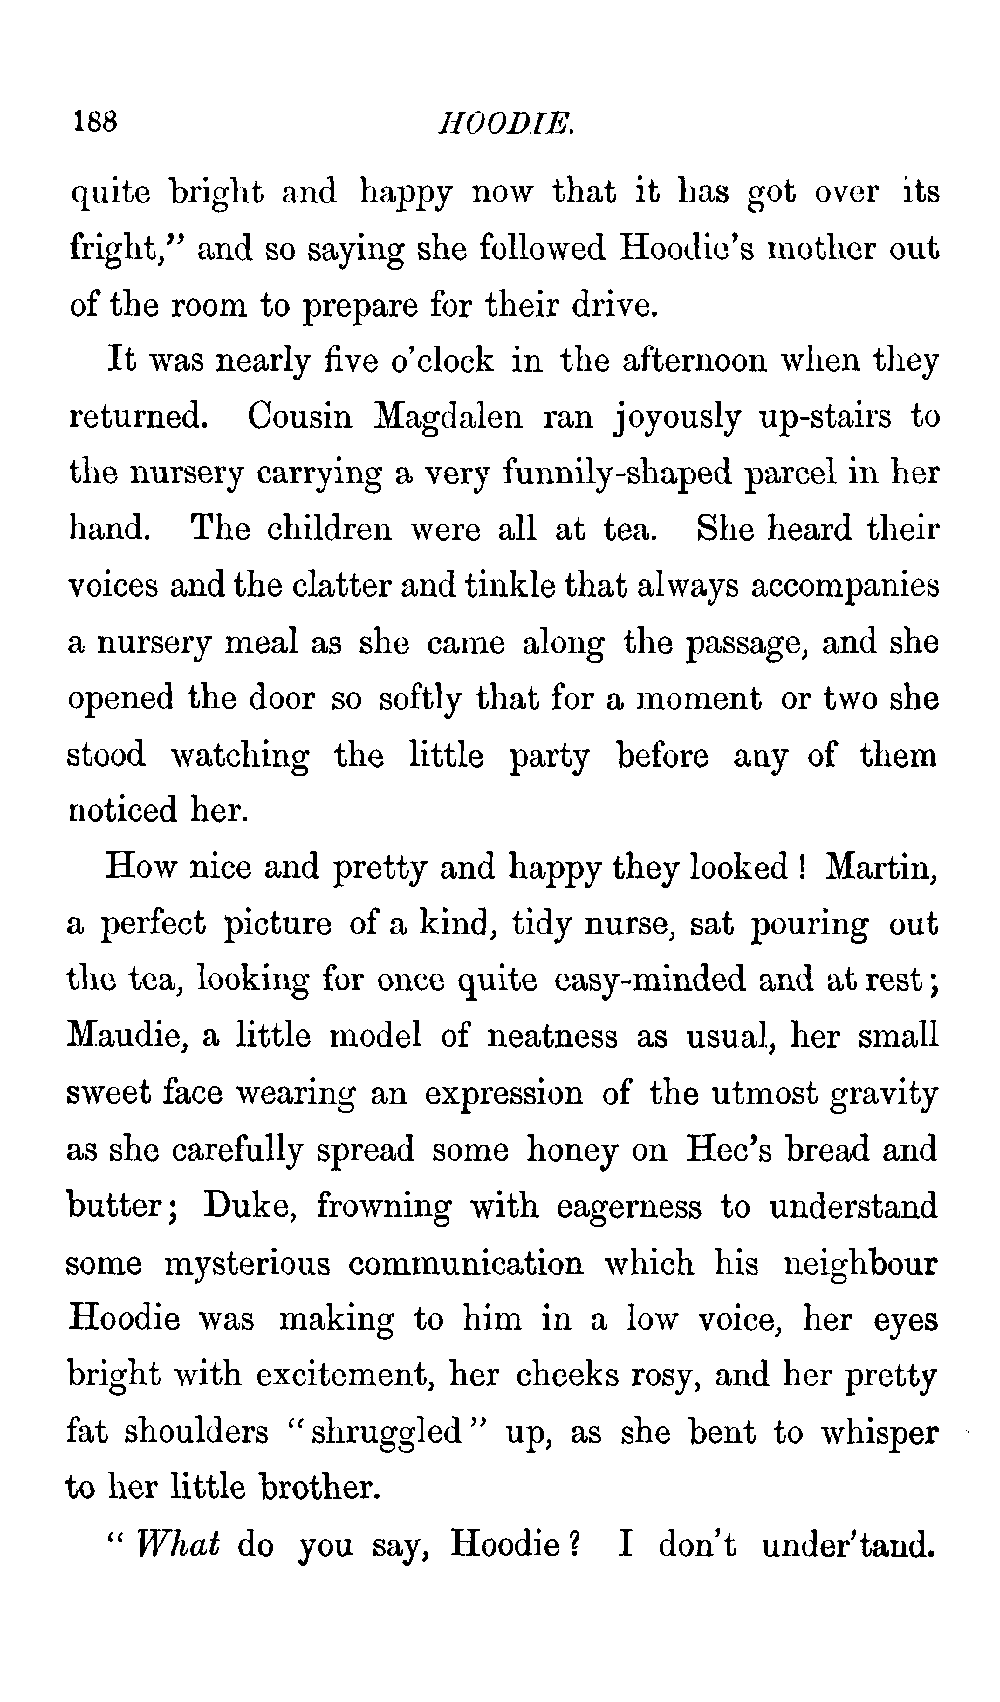 188 HOODIE.
quite bright and happy now that it has got over its
fright,” and so saying she followed Hoodie’s mother out
of the room to prepare for their drive.
It was nearly five o’clock in the afternoon when they
returned. Cousin Magdalen ran joyously up-stairs to
the nursery carrying a very funnily-shaped parcel in her
hand. The children were all at tea. She heard their
voices and the clatter and tinkle that always accompanies
a nursery meal as she came along the passage, and she
opened the door so softly that for a moment or two she
stood watching the little party before any of them
noticed her.
How nice and pretty and happy they looked! Martin,
a perfect picture of a kind, tidy nurse, sat pouring out
the tea, looking for once quite easy-minded and at rest;
Maudie, a little model of neatness as usual, her small
sweet face wearing an expression of the utmost gravity
as she carefully spread some honey on Hec’s bread and
butter; Duke, frowning with eagerness to understand
some mysterious communication which his neighbour
Hoodie was making to him in a low voice, her eyes
bright with excitement, her cheeks rosy, and her pretty
fat shoulders “shruggled” up, as she bent to whisper
to her little brother.
“What do you say, Hoodie? I don’t under’tand.